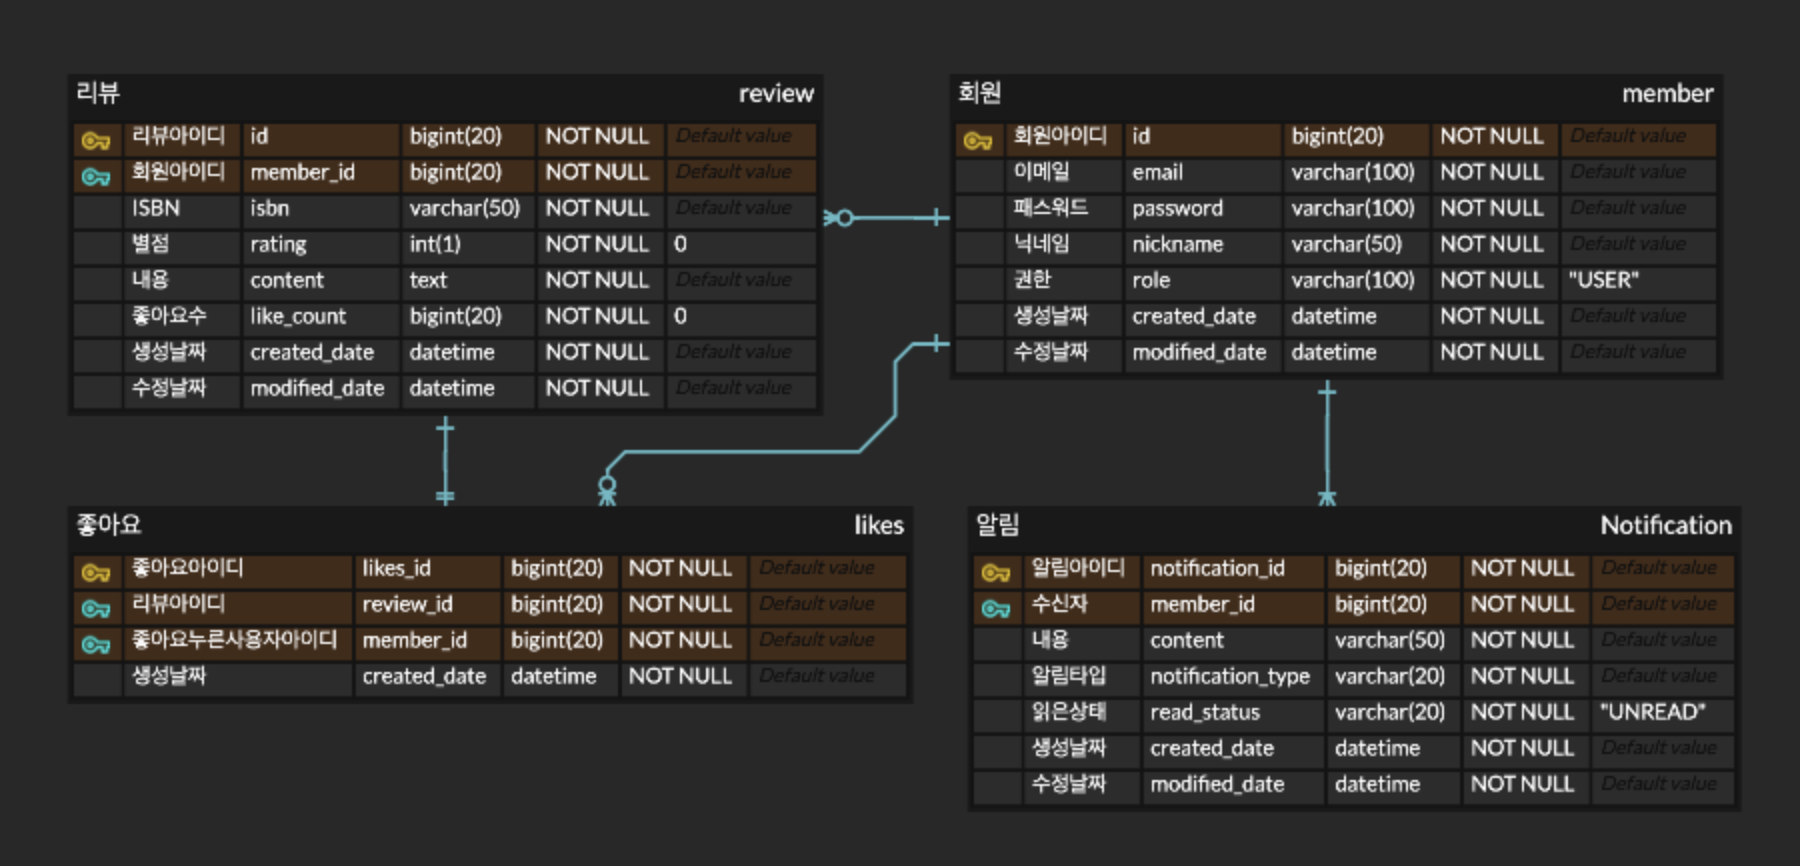 리뷰 review
리뷰아이디 id bigint(20) NOT NULL Default value
회원아이디 member_id bigint(20) NOT NULL Default value
ISBN isbn varchar(50) NOT NULL Default value
별점 rating int(1) NOT NULL 0
내용 content text NOT NULL Default value
좋아요수 like_count bigint(20) NOT NULL 0
생성날짜 created_date datetime NOT NULL Default value
수정날짜 modified_date datetime NOT NULL Default value
회원 member
회원아이디 id bigint(20) NOT NULL Default value
이메일 email varchar(100) NOT NULL Default value
패스워드 password varchar(100) NOT NULL Default value
닉네임 nickname varchar(50) NOT NULL Default value
권한 role varchar(100) NOT NULL "USER"
생성날짜 created_date datetime NOT NULL Default value
수정날짜 modified_date datetime NOT NULL Default value
좋아요 likes
좋아요아이디 likes_id bigint(20) NOT NULL Default value
리뷰아이디 review_id bigint(20) NOT NULL Default value
좋아요누른사용자아이디 member_id bigint(20) NOT NULL Default value
생성날짜 created_date datetime NOT NULL Default value
알림 Notification
알림아이디 notification_id bigint(20) NOT NULL Default value
수신자 member_id bigint(20) NOT NULL Default value
내용 content varchar(50) NOT NULL Default value
알림타입 notification_type varchar(20) NOT NULL Default value
읽은상태 read_status varchar(20) NOT NULL "UNREAD"
생성날짜 created_date datetime NOT NULL Default value
수정날짜 modified_date datetime NOT NULL Default value